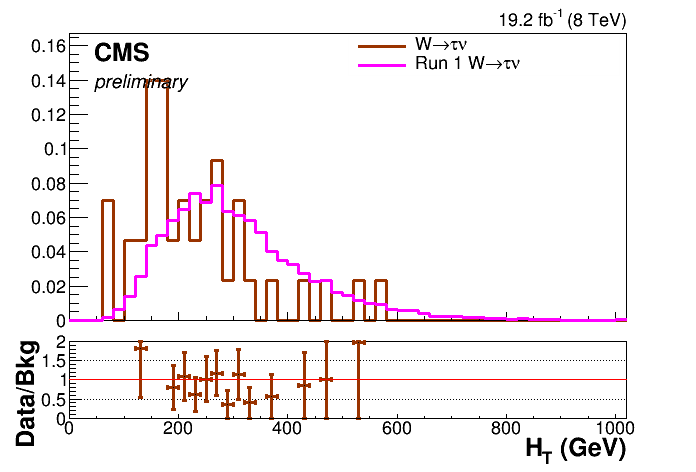 19.2 fb⁻¹ (8 TeV)
CMS
preliminary
W→τν
Run 1 W→τν
0.16
0.14
0.12
0.1
0.08
0.06
0.04
0.02
0
Data/Bkg
2
1.5
1
0.5
0
0 200 400 600 800 1000
H_T (GeV)